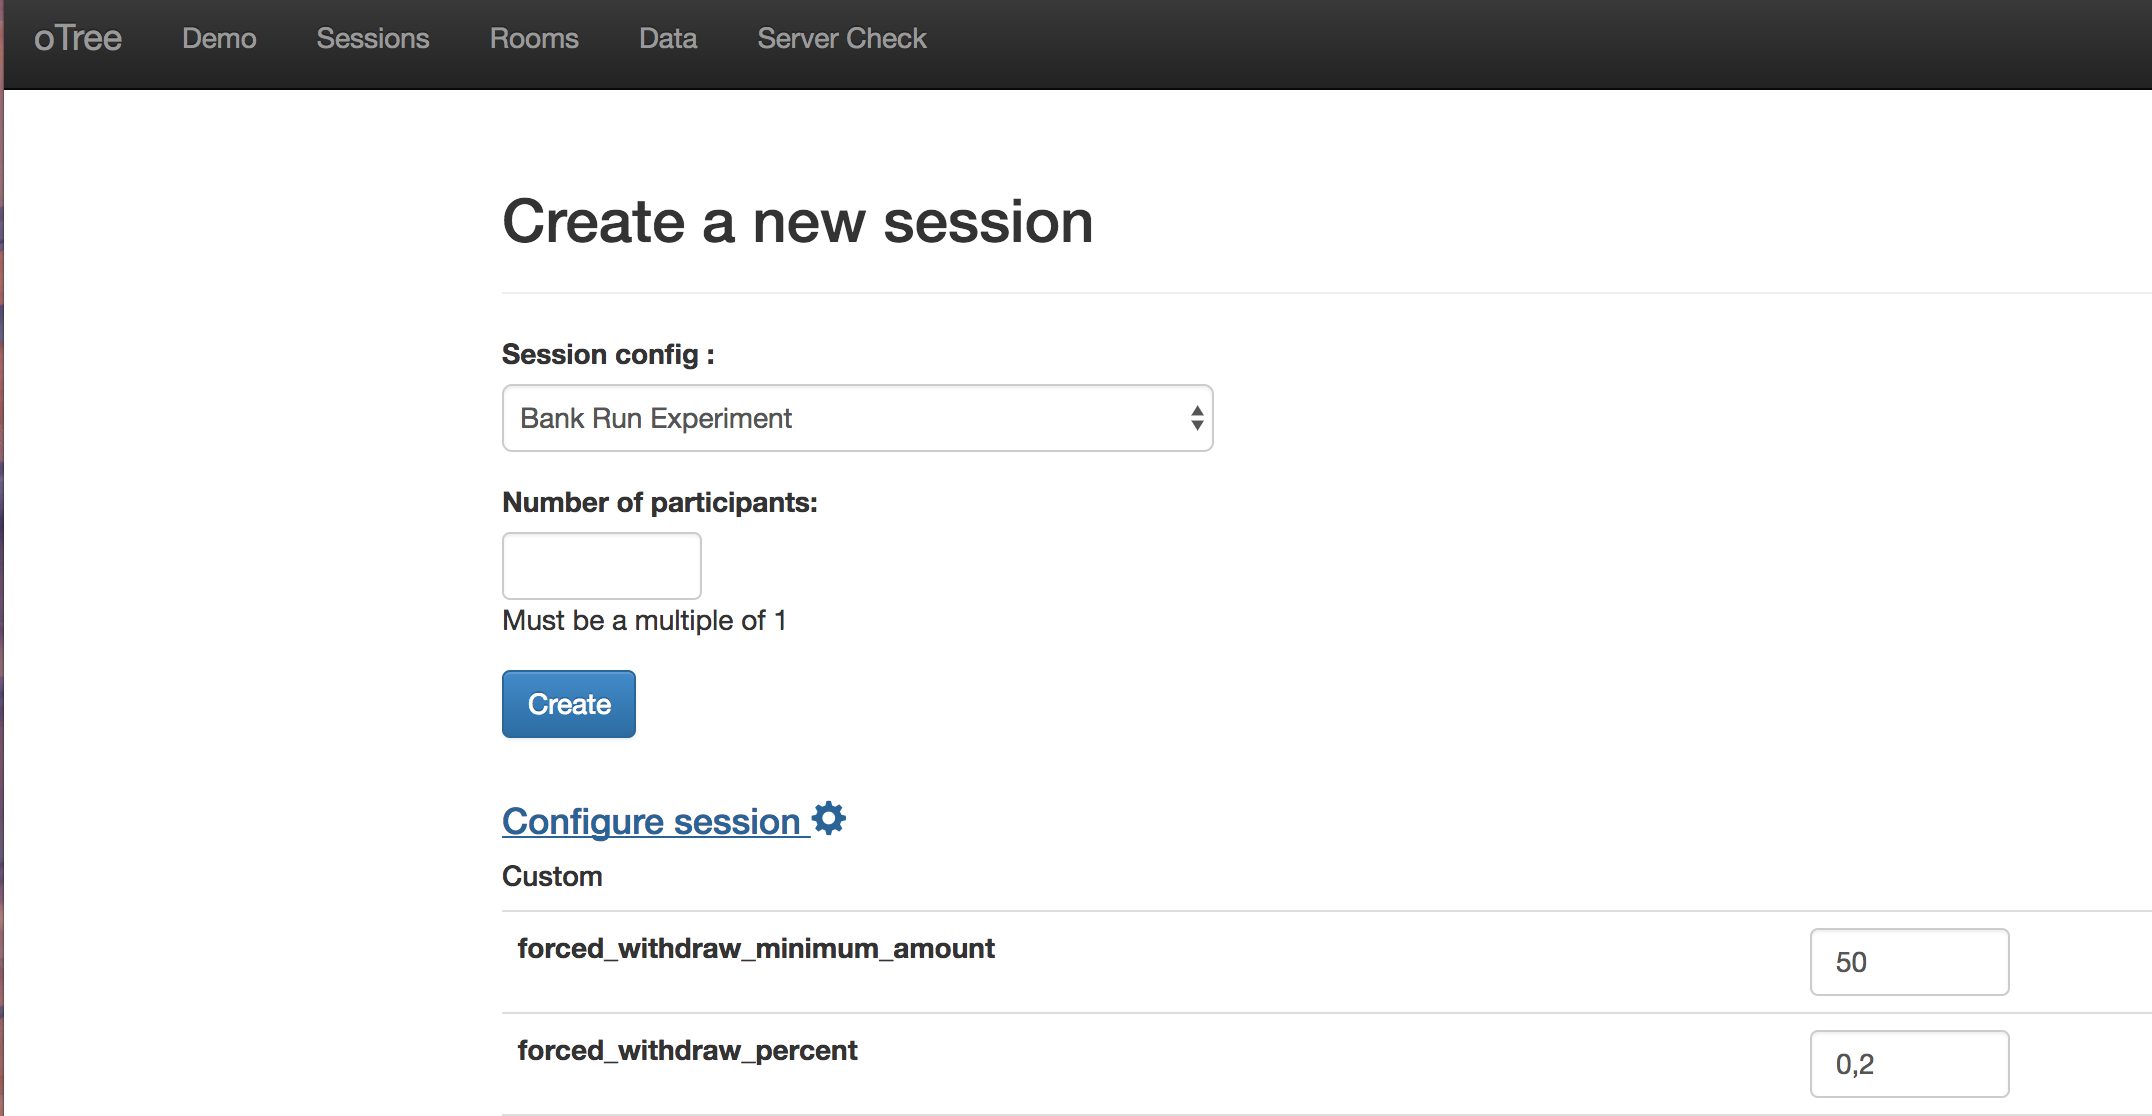 oTree Demo Sessions Rooms Data Server Check
Create a new session
Session config :
Bank Run Experiment
Number of participants:
Must be a multiple of 1
Create
Configure session
Custom
forced_withdraw_minimum_amount 50
forced_withdraw_percent 0,2